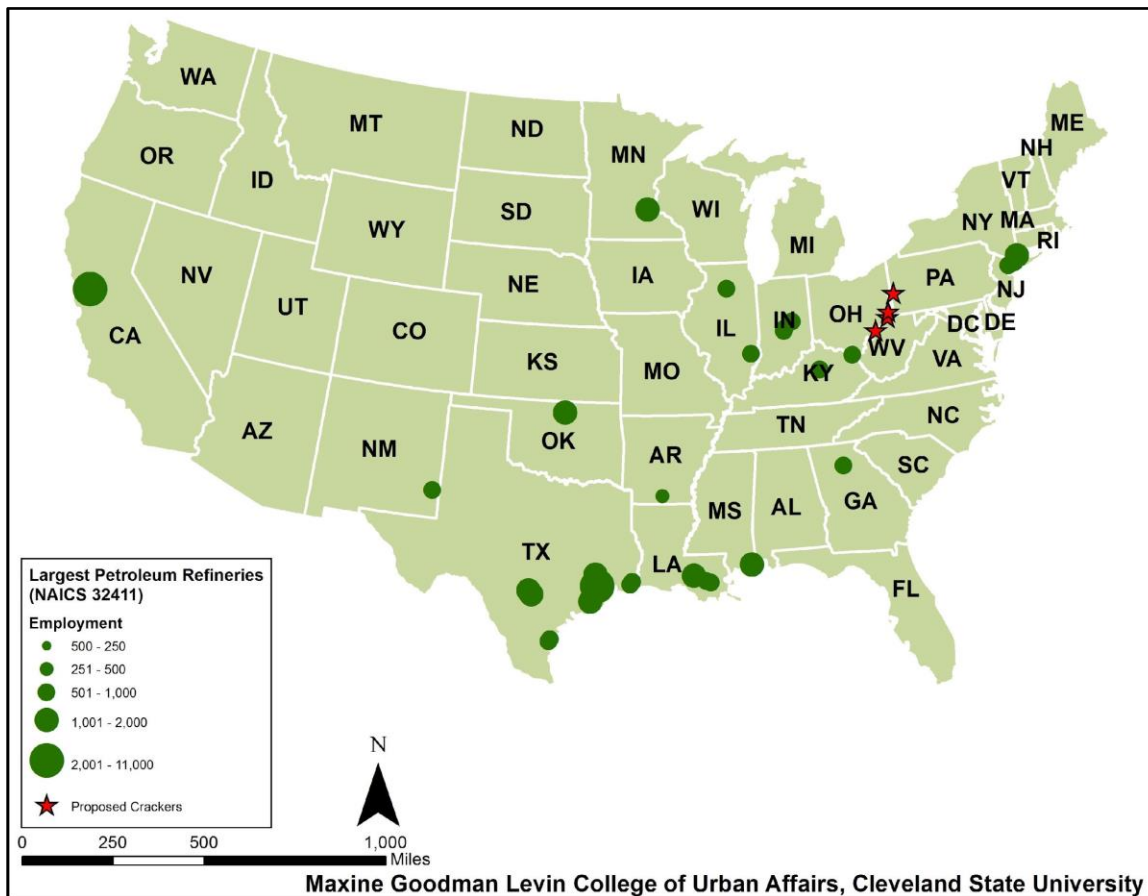 WA
MT
ND
MN
ME
OR
ID
NH
VT
WI
SD
NY
MA
WY
RI
MI
NV
IA
PA
NE
NJ
UT
IL
IN
OH
CO
DC
DE
CA
WV
VA
KS
MO
KY
NC
TN
AZ
NM
OK
AR
SC
MS
AL
GA
TX
LA
FL
Largest Petroleum Refineries
(NAICS 32411)
Employment
500 - 250
251 - 500
501 - 1,000
1,001 - 2,000
2,001 - 11,000
Proposed Crackers
N
0 250 500 1,000
Miles
Maxine Goodman Levin College of Urban Affairs, Cleveland State University